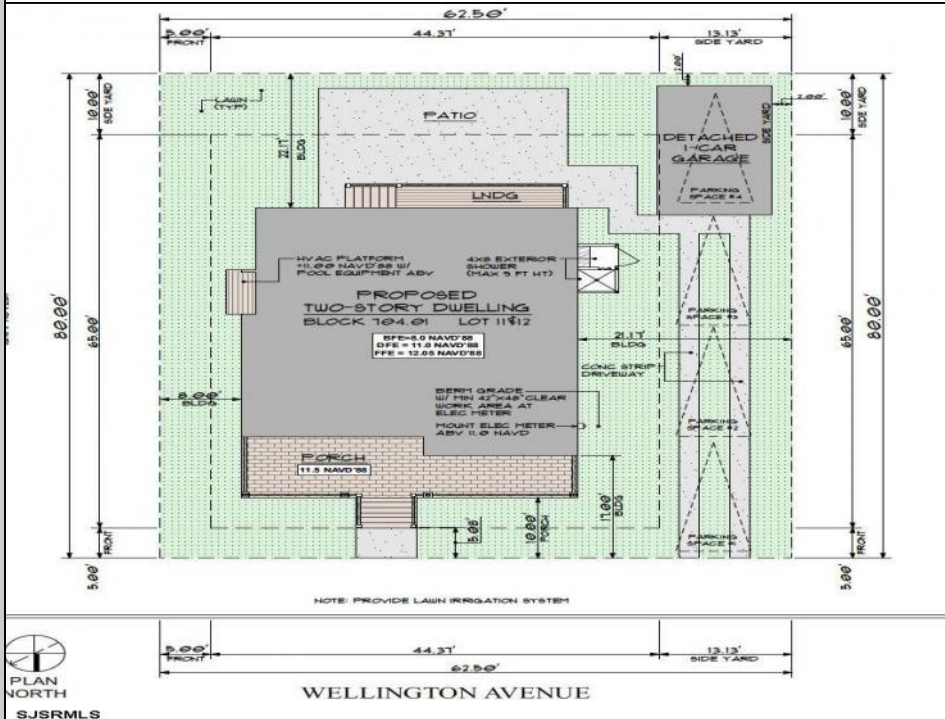 62.50'
5.00'
FRONT
44.37'
13.13'
SIDE YARD
10.00'
SIDE YARD
LAWN
(TYP)
22.17'
BLDG
PATIO
2.00'
2.00'
SIDE YARD
10.00'
SIDE YARD
DETACHED
1-CAR
GARAGE
PARKING
SPACE #4
LNDG
HVAC PLATFORM
+11.00 NAVD'88 W/
POOL EQUIPMENT ABV
4X8 EXTERIOR
SHOWER
(MAX 9 FT HT)
PROPOSED
TWO-STORY DWELLING
BLOCK 704.01 LOT 11&12
BFE=8.0 NAVD'88
DFE = 11.0 NAVD'88
FFE = 12.05 NAVD'88
80.00'
65.00'
PARKING
SPACE #3
21.17'
BLDG
65.00'
80.00'
CONC STRIP
DRIVEWAY
8.00'
BLDG
BERM GRADE
W/ MIN 42"x48" CLEAR
WORK AREA AT
ELEC METER
MOUNT ELEC METER
ABV 11.0 NAVD
PARKING
SPACE #2
PORCH
11.5 NAVD'88
17.00'
BLDG
10.00'
PORCH
5.08'
PARKING
FRONT
5.00'
FRONT
5.00'
NOTE: PROVIDE LAWN IRRIGATION SYSTEM
5.00'
FRONT
44.37'
13.13'
SIDE YARD
62.50'
PLAN
NORTH
WELLINGTON AVENUE
SJSRMLS